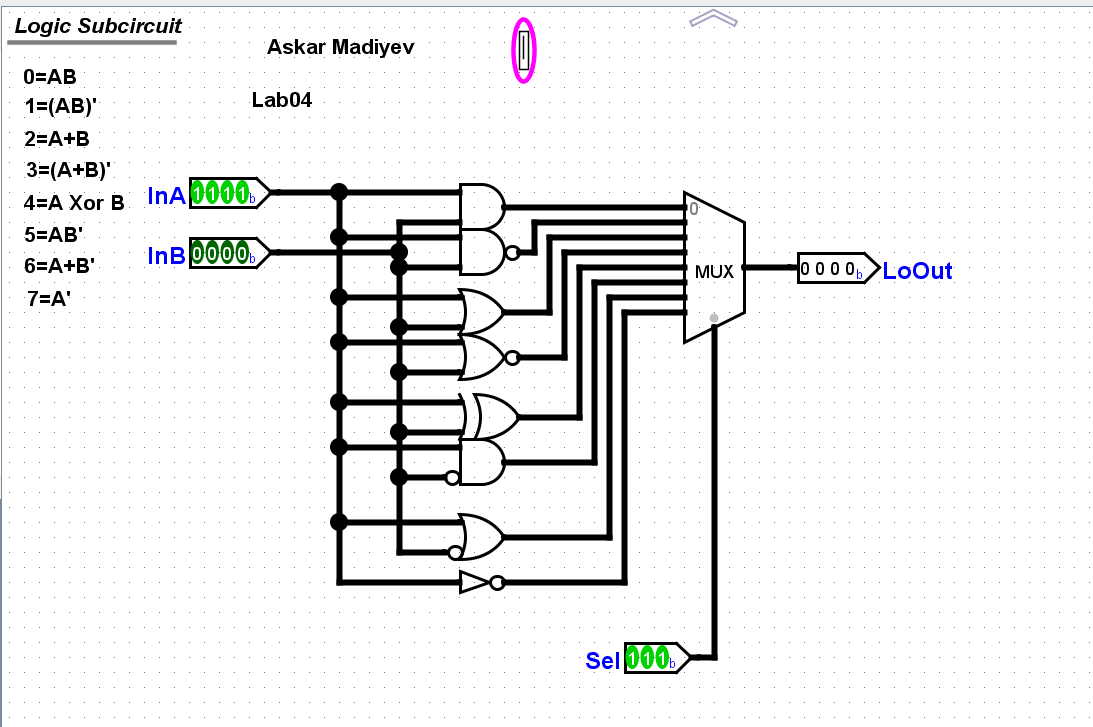 Logic Subcircuit
Askar Madiyev
Lab04
0=AB
1=(AB)'
2=A+B
3=(A+B)'
4=A Xor B
5=AB'
6=A+B'
7=A'
InA 1111b
InB 0000b
0
MUX
0000b LoOut
Sel 111b